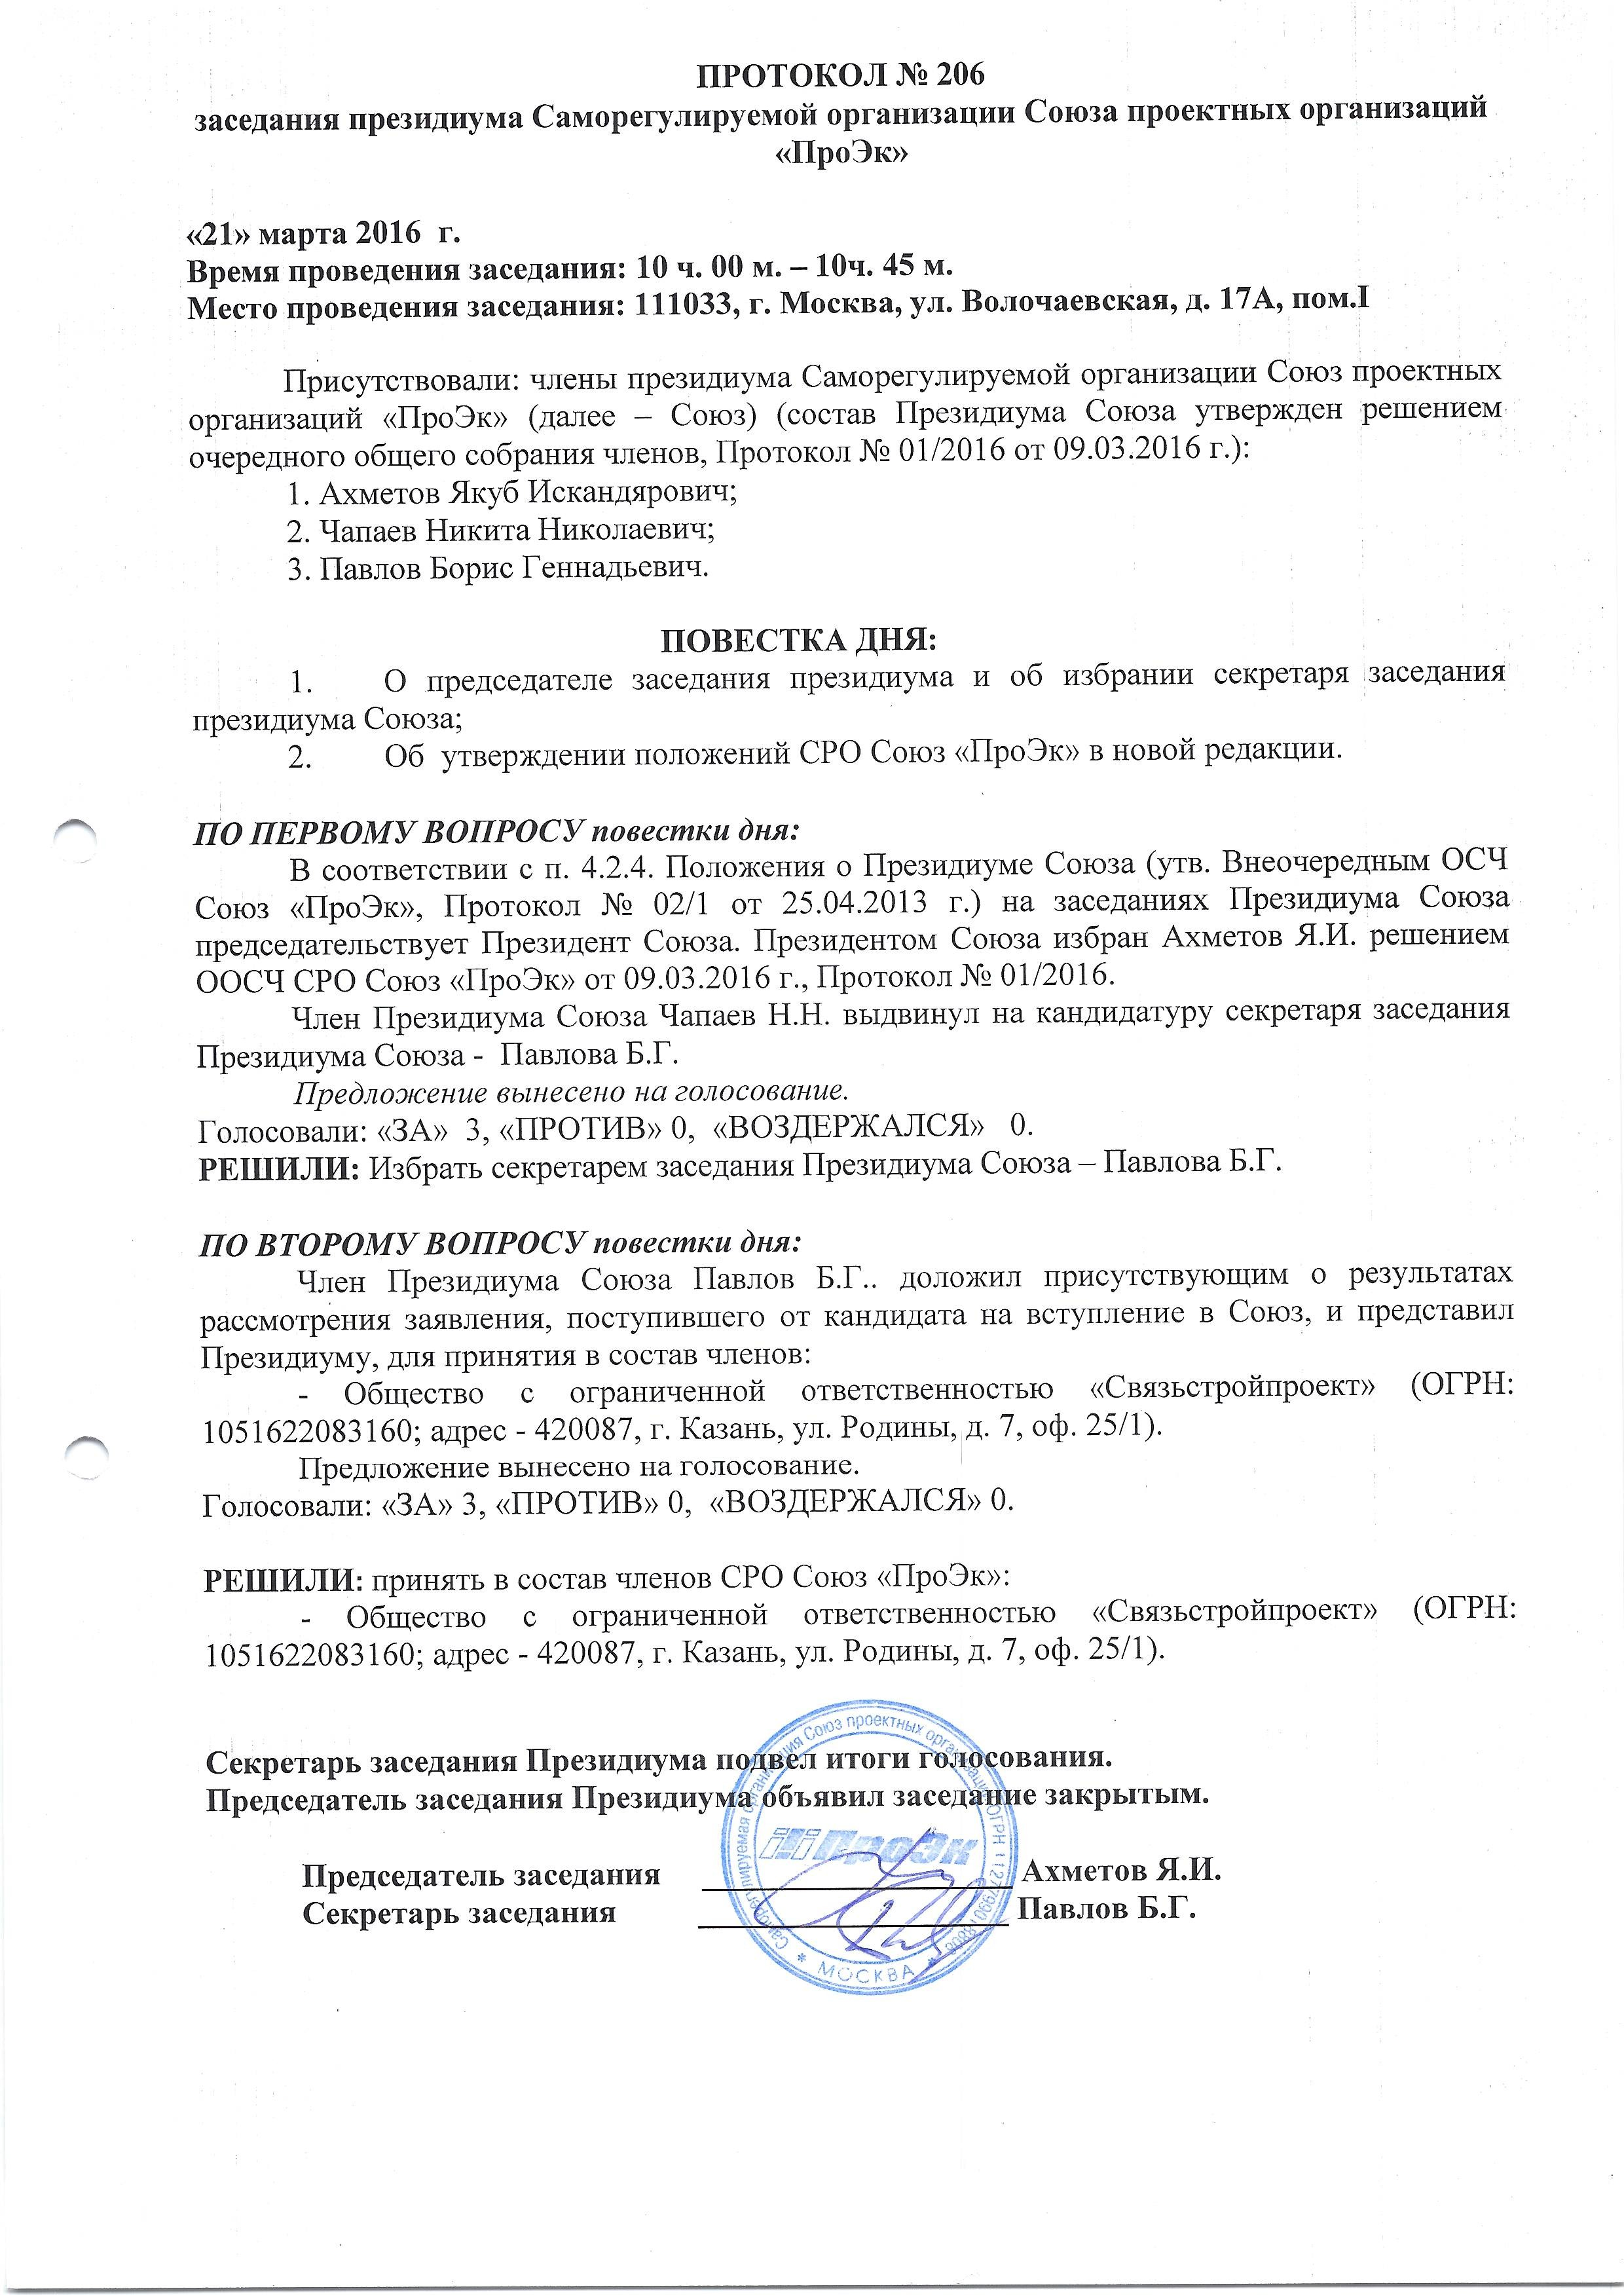 ПРОТОКОЛ № 206
заседания президиума Саморегулируемой организации Союза проектных организаций
«ПроЭк»
«21» марта 2016 г.
Время проведения заседания: 10 ч. 00 м. – 10ч. 45 м.
Место проведения заседания: 111033, г. Москва, ул. Волочаевская, д. 17А, пом.I
Присутствовали: члены президиума Саморегулируемой организации Союз проектных
организаций «ПроЭк» (далее – Союз) (состав Президиума Союза утвержден решением
очередного общего собрания членов, Протокол № 01/2016 от 09.03.2016 г.):
1. Ахметов Якуб Искандярович;
2. Чапаев Никита Николаевич;
3. Павлов Борис Геннадьевич.
ПОВЕСТКА ДНЯ:
1. О председателе заседания президиума и об избрании секретаря заседания
президиума Союза;
2. Об утверждении положений СРО Союз «ПроЭк» в новой редакции.
ПО ПЕРВОМУ ВОПРОСУ повестки дня:
В соответствии с п. 4.2.4. Положения о Президиуме Союза (утв. Внеочередным ОСЧ
Союз «ПроЭк», Протокол № 02/1 от 25.04.2013 г.) на заседаниях Президиума Союза
председательствует Президент Союза. Президентом Союза избран Ахметов Я.И. решением
ООСЧ СРО Союз «ПроЭк» от 09.03.2016 г., Протокол № 01/2016.
Член Президиума Союза Чапаев Н.Н. выдвинул на кандидатуру секретаря заседания
Президиума Союза - Павлова Б.Г.
Предложение вынесено на голосование.
Голосовали: «ЗА» 3, «ПРОТИВ» 0, «ВОЗДЕРЖАЛСЯ» 0.
РЕШИЛИ: Избрать секретарем заседания Президиума Союза – Павлова Б.Г.
ПО ВТОРОМУ ВОПРОСУ повестки дня:
Член Президиума Союза Павлов Б.Г.. доложил присутствующим о результатах
рассмотрения заявления, поступившего от кандидата на вступление в Союз, и представил
Президиуму, для принятия в состав членов:
- Общество с ограниченной ответственностью «Связьстройпроект» (ОГРН:
1051622083160; адрес - 420087, г. Казань, ул. Родины, д. 7, оф. 25/1).
Предложение вынесено на голосование.
Голосовали: «ЗА» 3, «ПРОТИВ» 0, «ВОЗДЕРЖАЛСЯ» 0.
РЕШИЛИ: принять в состав членов СРО Союз «ПроЭк»:
- Общество с ограниченной ответственностью «Связьстройпроект» (ОГРН:
1051622083160; адрес - 420087, г. Казань, ул. Родины, д. 7, оф. 25/1).
Секретарь заседания Президиума подвел итоги голосования.
Председатель заседания Президиума объявил заседание закрытым.
Председатель заседания Ахметов Я.И.
Секретарь заседания Павлов Б.Г.
Саморегулируемая организация Союз проектных организаций ОГРН
ПроЭк
* МОСКВА *